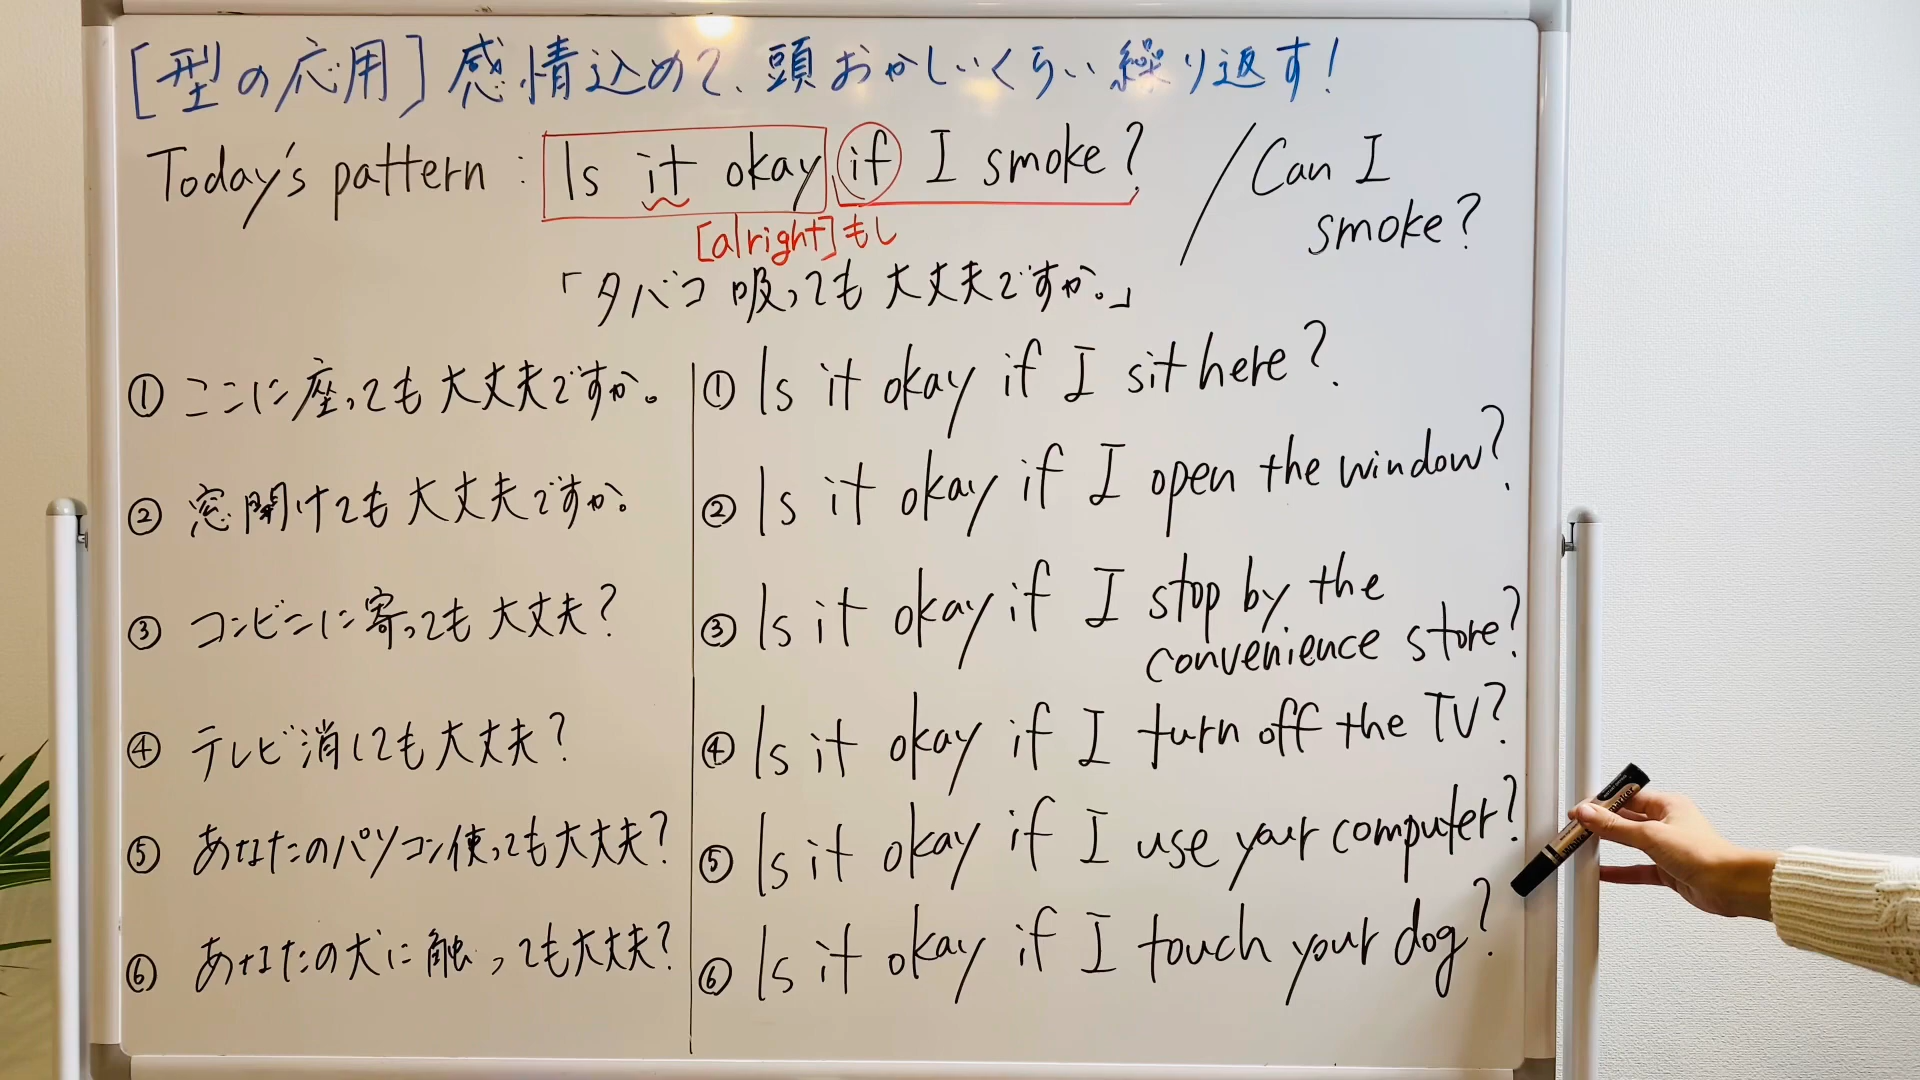 [型の応用] 感情込めて、頭おかしいくらい繰り返す!
Today's pattern : Is it okay if I smoke? / Can I smoke?
[alright] もし
「タバコ吸っても大丈夫ですか。」
① ここに座っても大丈夫ですか。
② 窓開けても大丈夫ですか。
③ コンビニに寄っても大丈夫?
④ テレビ消しても大丈夫?
⑤ あなたのパソコン使っても大丈夫?
⑥ あなたの犬に触っても大丈夫?
① Is it okay if I sit here?
② Is it okay if I open the window?
③ Is it okay if I stop by the
convenience store?
④ Is it okay if I turn off the TV?
⑤ Is it okay if I use your computer?
⑥ Is it okay if I touch your dog?
marker